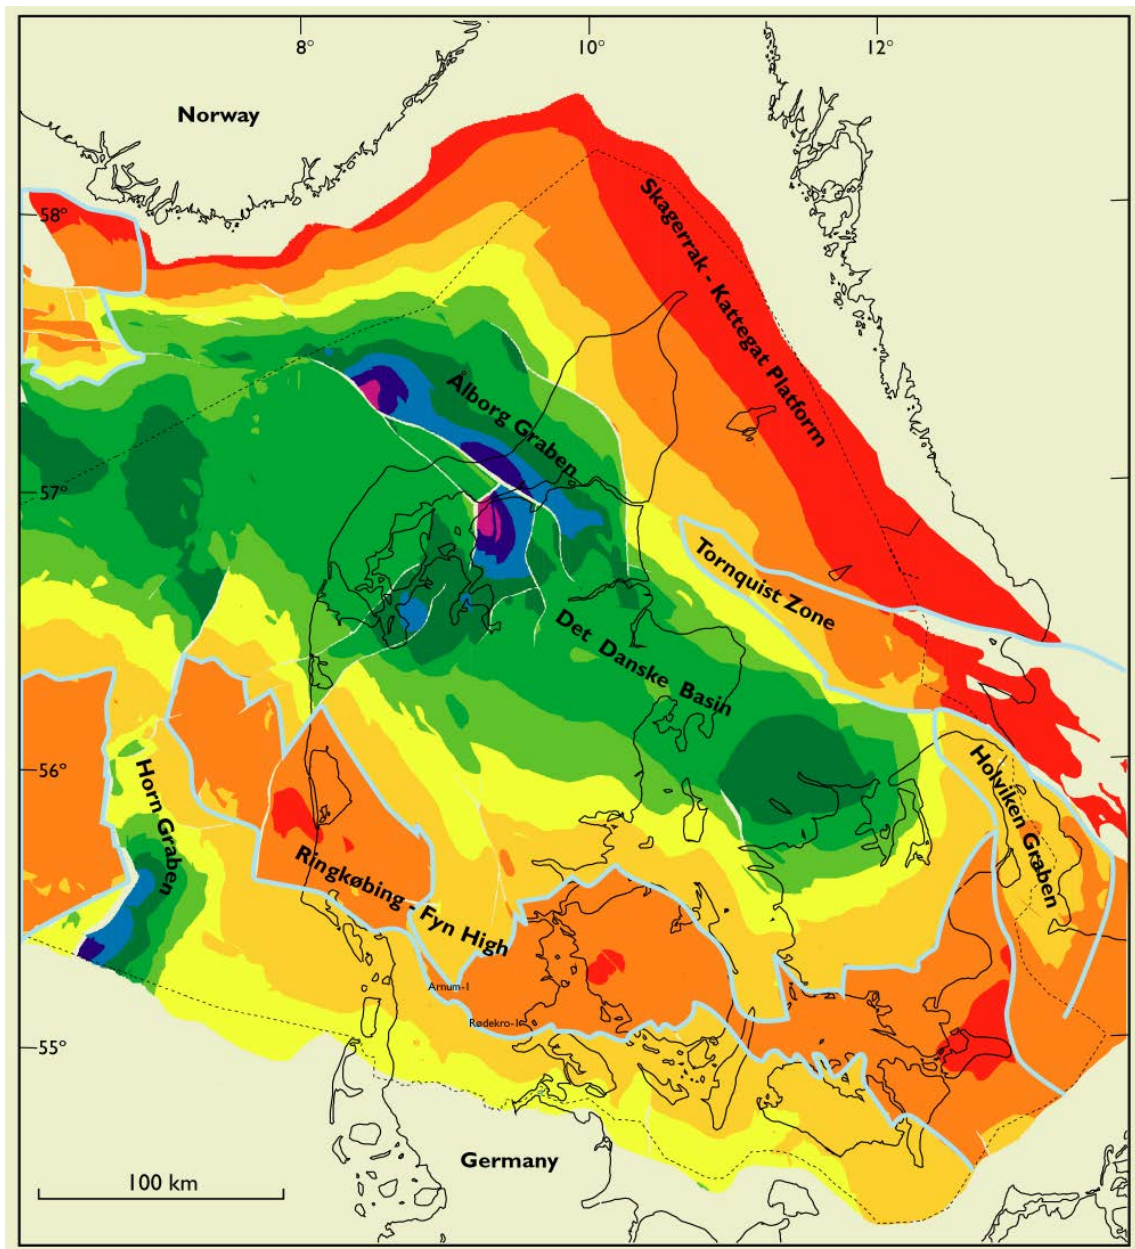 8°
10°
12°
Norway
58°
Skagerrak - Kattegat Platform
Ålborg Graben
57°
Tornquist Zone
Det Danske Basin
56°
Horn Graben
Holviken Graben
Ringkøbing - Fyn High
Arnum-1
Rødekro-1
55°
Germany
100 km